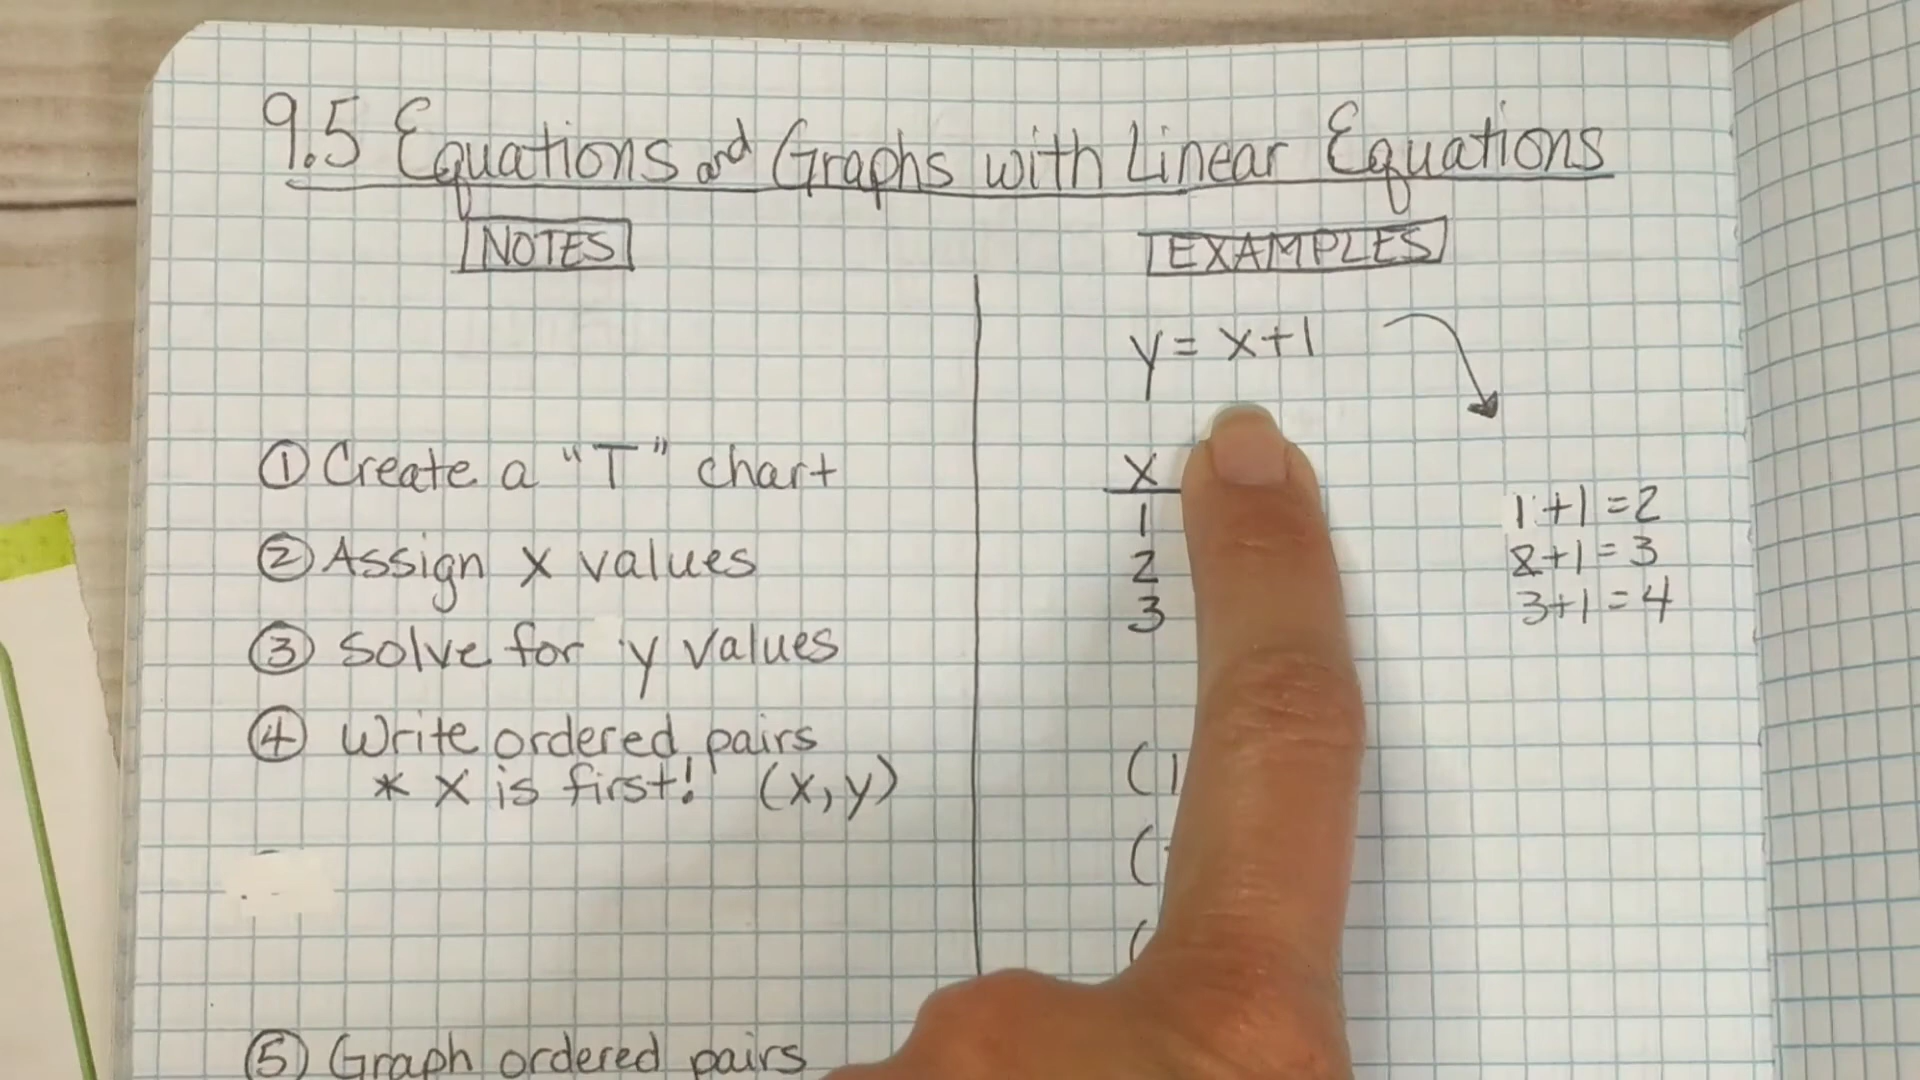 9.5 Equations and Graphs with Linear Equations
NOTES
① Create a "T" chart
② Assign x values
③ Solve for y values
④ Write ordered pairs
* X is first! (x,y)
⑤ Graph ordered pairs
EXAMPLES
y = x+1
X
1
2
3
1+1=2
2+1=3
3+1=4
(1
(
(